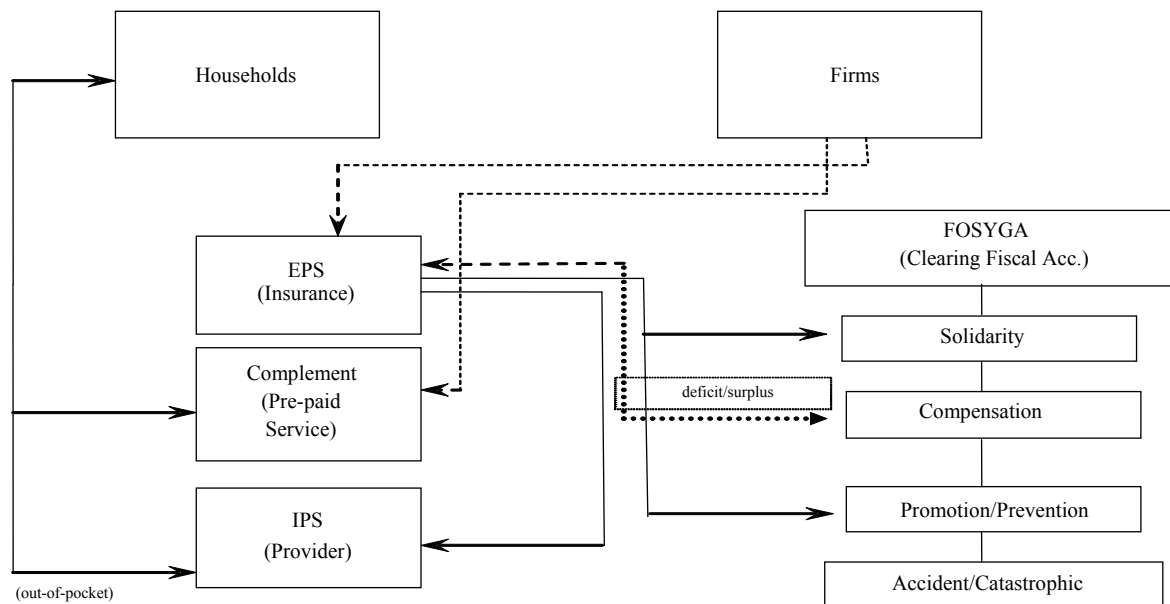 Households
Firms
FOSYGA
(Clearing Fiscal Acc.)
EPS
(Insurance)
Solidarity
Complement
(Pre-paid
Service)
deficit/surplus
Compensation
IPS
(Provider)
Promotion/Prevention
Accident/Catastrophic
(out-of-pocket)